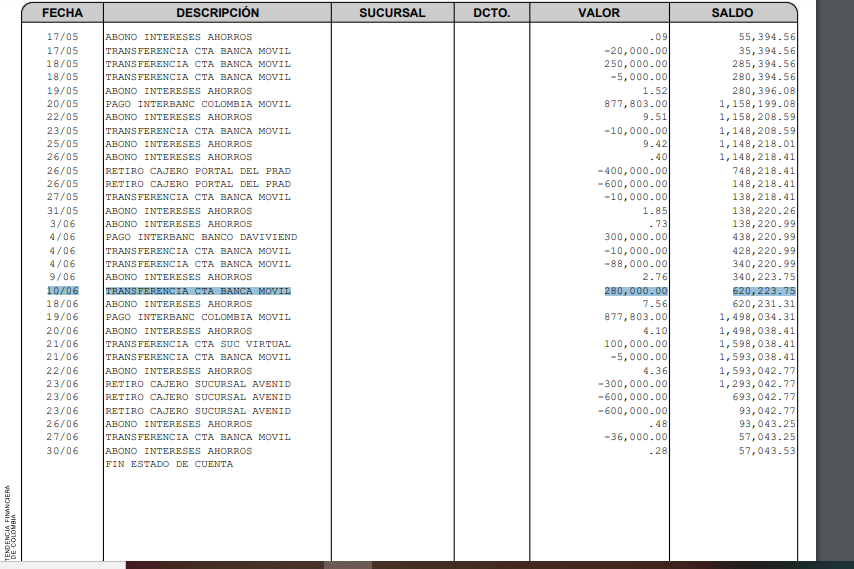 FECHA DESCRIPCIÓN SUCURSAL DCTO. VALOR SALDO
17/05 ABONO INTERESES AHORROS .09 55,394.56
17/05 TRANSFERENCIA CTA BANCA MOVIL -20,000.00 35,394.56
18/05 TRANSFERENCIA CTA BANCA MOVIL 250,000.00 285,394.56
18/05 TRANSFERENCIA CTA BANCA MOVIL -5,000.00 280,394.56
19/05 ABONO INTERESES AHORROS 1.52 280,396.08
20/05 PAGO INTERBANC COLOMBIA MOVIL 877,803.00 1,158,199.08
22/05 ABONO INTERESES AHORROS 9.51 1,158,208.59
23/05 TRANSFERENCIA CTA BANCA MOVIL -10,000.00 1,148,208.59
25/05 ABONO INTERESES AHORROS 9.42 1,148,218.01
26/05 ABONO INTERESES AHORROS .40 1,148,218.41
26/05 RETIRO CAJERO PORTAL DEL PRAD -400,000.00 748,218.41
26/05 RETIRO CAJERO PORTAL DEL PRAD -600,000.00 148,218.41
27/05 TRANSFERENCIA CTA BANCA MOVIL -10,000.00 138,218.41
31/05 ABONO INTERESES AHORROS 1.85 138,220.26
3/06 ABONO INTERESES AHORROS .73 138,220.99
4/06 PAGO INTERBANC BANCO DAVIVIEND 300,000.00 438,220.99
4/06 TRANSFERENCIA CTA BANCA MOVIL -10,000.00 428,220.99
4/06 TRANSFERENCIA CTA BANCA MOVIL -88,000.00 340,220.99
9/06 ABONO INTERESES AHORROS 2.76 340,223.75
10/06 TRANSFERENCIA CTA BANCA MOVIL 280,000.00 620,223.75
18/06 ABONO INTERESES AHORROS 7.56 620,231.31
19/06 PAGO INTERBANC COLOMBIA MOVIL 877,803.00 1,498,034.31
20/06 ABONO INTERESES AHORROS 4.10 1,498,038.41
21/06 TRANSFERENCIA CTA SUC VIRTUAL 100,000.00 1,598,038.41
21/06 TRANSFERENCIA CTA BANCA MOVIL -5,000.00 1,593,038.41
22/06 ABONO INTERESES AHORROS 4.36 1,593,042.77
23/06 RETIRO CAJERO SUCURSAL AVENID -300,000.00 1,293,042.77
23/06 RETIRO CAJERO SUCURSAL AVENID -600,000.00 693,042.77
23/06 RETIRO CAJERO SUCURSAL AVENID -600,000.00 93,042.77
26/06 ABONO INTERESES AHORROS .48 93,043.25
27/06 TRANSFERENCIA CTA BANCA MOVIL -36,000.00 57,043.25
30/06 ABONO INTERESES AHORROS .28 57,043.53
FIN ESTADO DE CUENTA
TENDENCIA FINANCIERA
DE COLOMBIA